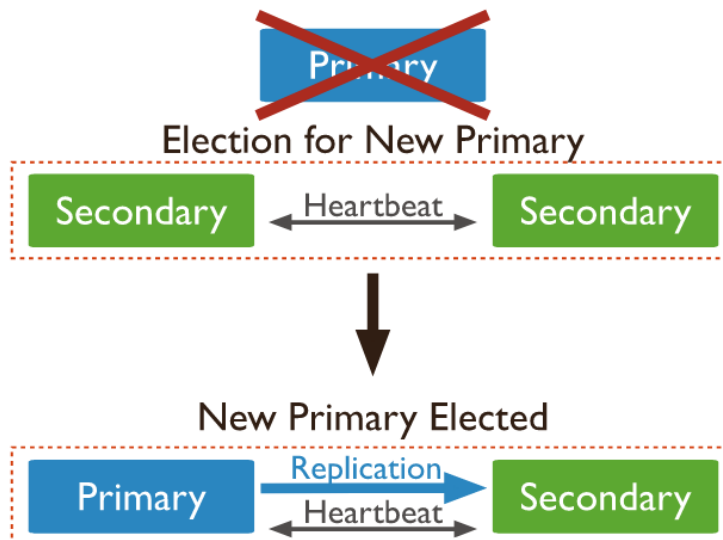 Primary
Election for New Primary
Secondary Heartbeat Secondary
New Primary Elected
Replication
Primary Secondary
Heartbeat